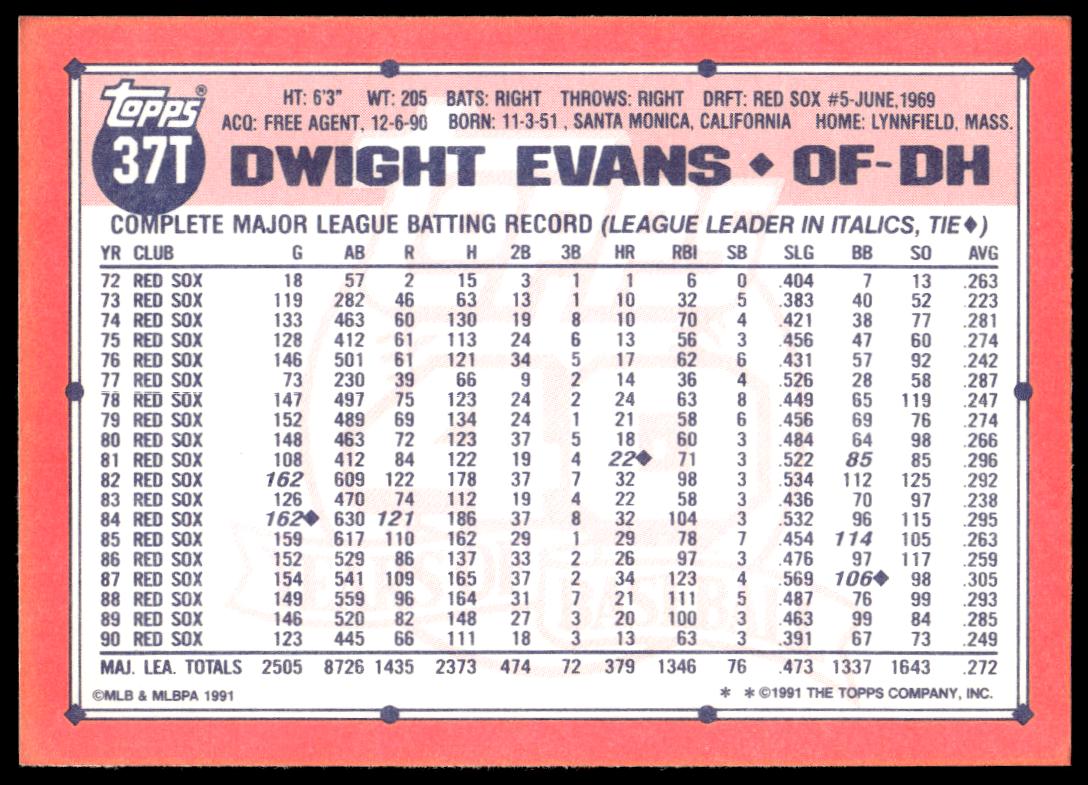 TOPPS®
37T
HT: 6'3" WT: 205 BATS: RIGHT THROWS: RIGHT DRFT: RED SOX #5-JUNE,1969
ACQ: FREE AGENT, 12-6-90 BORN: 11-3-51, SANTA MONICA, CALIFORNIA HOME: LYNNFIELD, MASS.
DWIGHT EVANS ◆ OF-DH
COMPLETE MAJOR LEAGUE BATTING RECORD (LEAGUE LEADER IN ITALICS, TIE◆)
YR CLUB G AB R H 2B 3B HR RBI SB SLG BB SO AVG
72 RED SOX 18 57 2 15 3 1 1 6 0 .404 7 13 .263
73 RED SOX 119 282 46 63 13 1 10 32 5 .383 40 52 .223
74 RED SOX 133 463 60 130 19 8 10 70 4 .421 38 77 .281
75 RED SOX 128 412 61 113 24 6 13 56 3 .456 47 60 .274
76 RED SOX 146 501 61 121 34 5 17 62 6 .431 57 92 .242
77 RED SOX 73 230 39 66 9 2 14 36 4 .526 28 58 .287
78 RED SOX 147 497 75 123 24 2 24 63 8 .449 65 119 .247
79 RED SOX 152 489 69 134 24 1 21 58 6 .456 69 76 .274
80 RED SOX 148 463 72 123 37 5 18 60 3 .484 64 98 .266
81 RED SOX 108 412 84 122 19 4 22◆ 71 3 .522 85 85 .296
82 RED SOX 162 609 122 178 37 7 32 98 3 .534 112 125 .292
83 RED SOX 126 470 74 112 19 4 22 58 3 .436 70 97 .238
84 RED SOX 162◆ 630 121 186 37 8 32 104 3 .532 96 115 .295
85 RED SOX 159 617 110 162 29 1 29 78 7 .454 114 105 .263
86 RED SOX 152 529 86 137 33 2 26 97 3 .476 97 117 .259
87 RED SOX 154 541 109 165 37 2 34 123 4 .569 106◆ 98 .305
88 RED SOX 149 559 96 164 31 7 21 111 5 .487 76 99 .293
89 RED SOX 146 520 82 148 27 3 20 100 3 .463 99 84 .285
90 RED SOX 123 445 66 111 18 3 13 63 3 .391 67 73 .249
MAJ. LEA. TOTALS 2505 8726 1435 2373 474 72 379 1346 76 .473 1337 1643 .272
©MLB & MLBPA 1991 * * ©1991 THE TOPPS COMPANY, INC.